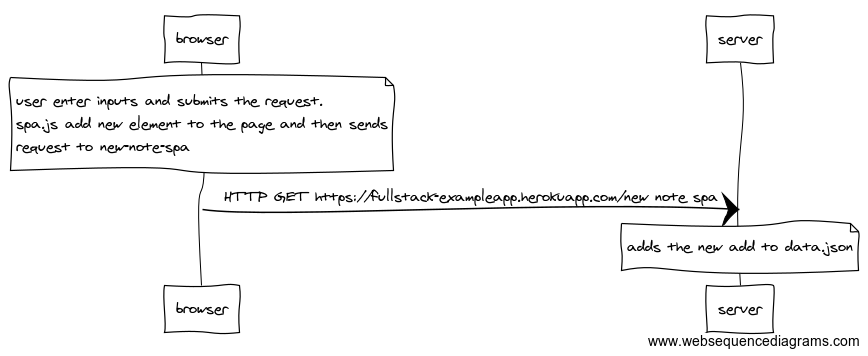 browser
server
user enter inputs and submits the request.
spa.js add new element to the page and then sends
request to new-note-spa
HTTP GET https://fullstack-exampleapp.herokuapp.com/new note spa
adds the new add to data.json
browser
server
www.websequencediagrams.com